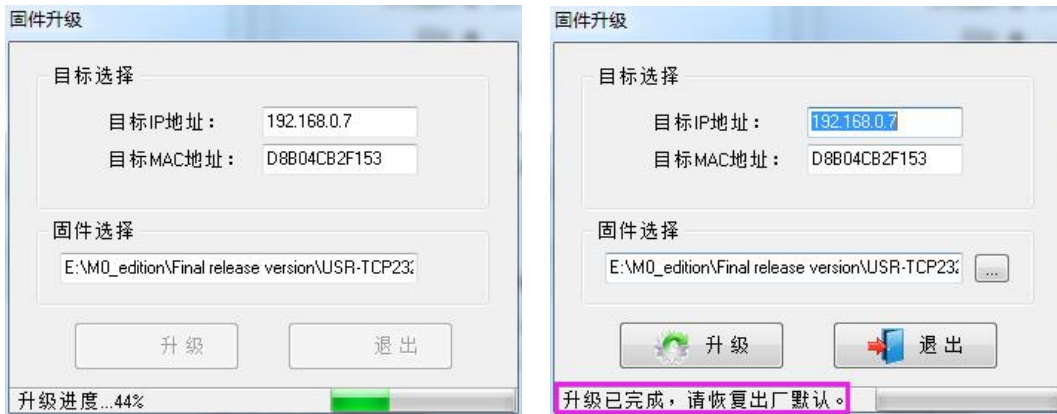 固件升级
目标选择
目标IP地址：
192.168.0.7
目标MAC地址：
D8B04CB2F153
固件选择
E:\M0_edition\Final release version\USR-TCP232
升级
退出
升级进度...44%
固件升级
目标选择
目标IP地址：
192.168.0.7
目标MAC地址：
D8B04CB2F153
固件选择
E:\M0_edition\Final release version\USR-TCP232
...
升级
退出
升级已完成，请恢复出厂默认。